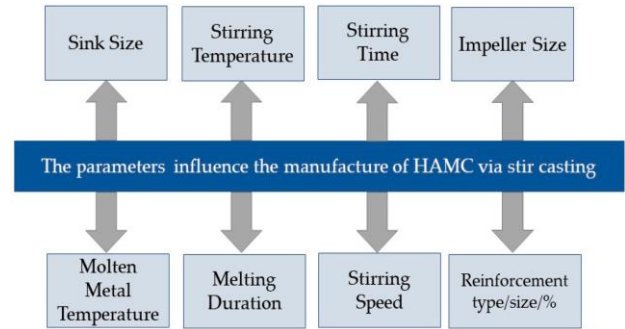 Sink Size
Stirring
Temperature
Stirring
Time
Impeller Size
The parameters influence the manufacture of HAMC via stir casting
Molten
Metal
Temperature
Melting
Duration
Stirring
Speed
Reinforcement
type/size/%